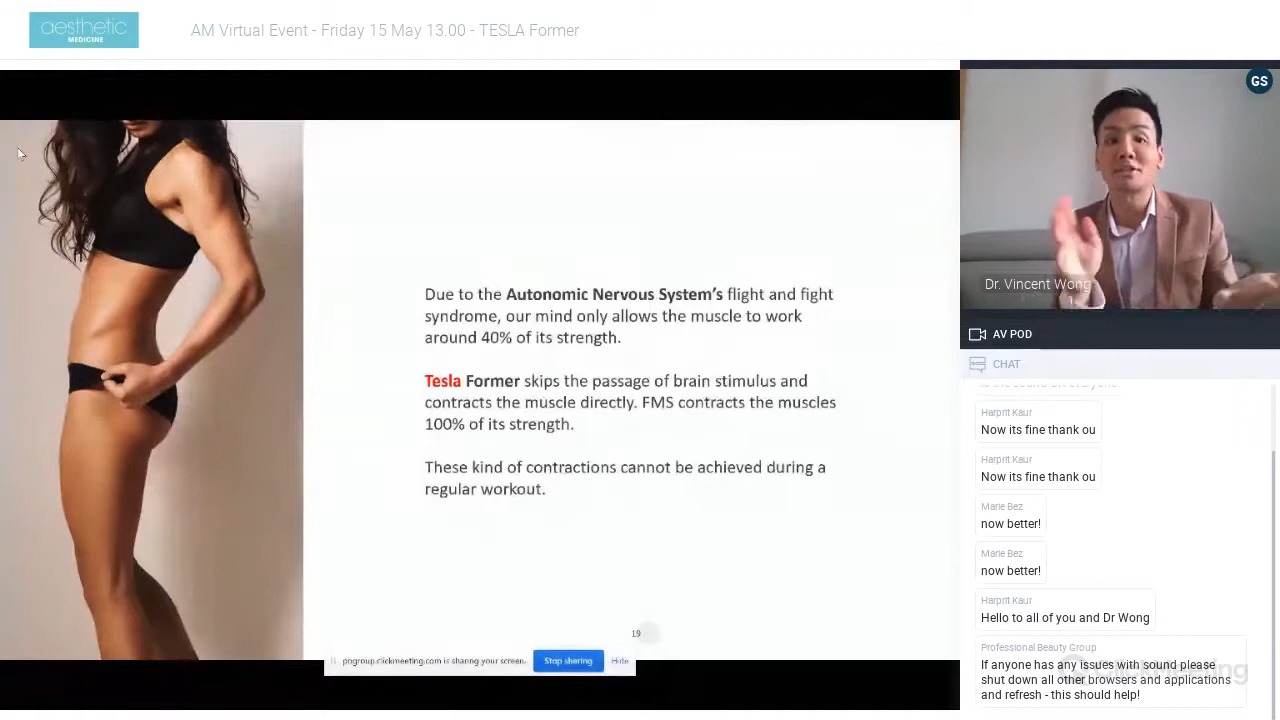 aesthetic
MEDICINE
AM Virtual Event - Friday 15 May 13.00 - TESLA Former
Due to the Autonomic Nervous System's flight and fight
syndrome, our mind only allows the muscle to work
around 40% of its strength.
Tesla Former skips the passage of brain stimulus and
contracts the muscle directly. FMS contracts the muscles
100% of its strength.
These kind of contractions cannot be achieved during a
regular workout.
19
pogroup.clickmeeting.com is sharing your screen.
Stop sharing
Hide
GS
Dr. Vincent Wong
AV POD
CHAT
Harprit Kaur
Now its fine thank ou
Harprit Kaur
Now its fine thank ou
Marie Bez
now better!
Marie Bez
now better!
Harprit Kaur
Hello to all of you and Dr Wong
Professional Beauty Group
If anyone has any issues with sound please
shut down all other browsers and applications
and refresh - this should help!
ClickMeeting